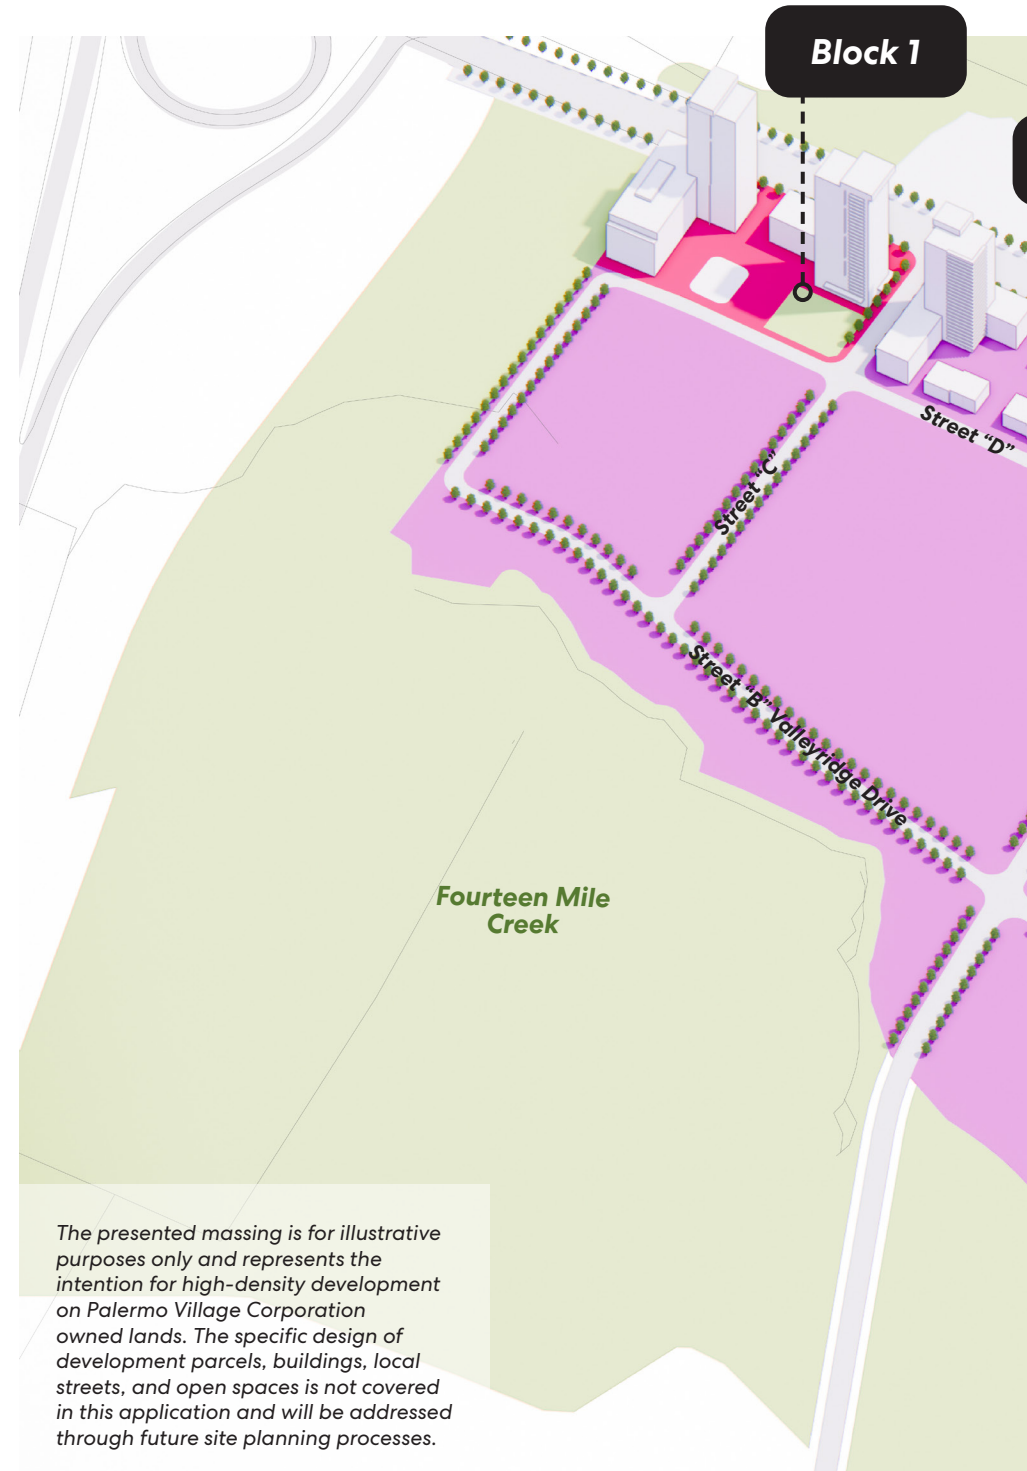 Block 1
Street “D”
Street “C”
Street “B” Valleyridge Drive
Fourteen Mile
Creek
The presented massing is for illustrative
purposes only and represents the
intention for high-density development
on Palermo Village Corporation
owned lands. The specific design of
development parcels, buildings, local
streets, and open spaces is not covered
in this application and will be addressed
through future site planning processes.